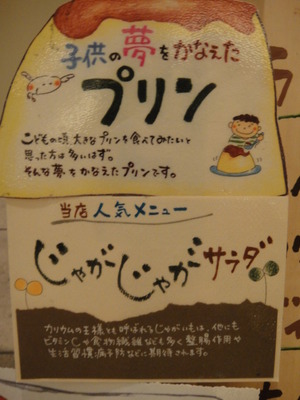 子供の夢をかなえた
プリン
こどもの頃、大きなプリンを食べてみたいと
思った方は多いはず。
そんな夢をかなえたプリンです。
当店人気メニュー
じゃがじゃがサラダ
カリウムの王様とも呼ばれるじゃがいもは、他にも
ビタミンCや食物繊維なども多く整腸作用や
生活習慣病予防などに期待されます。